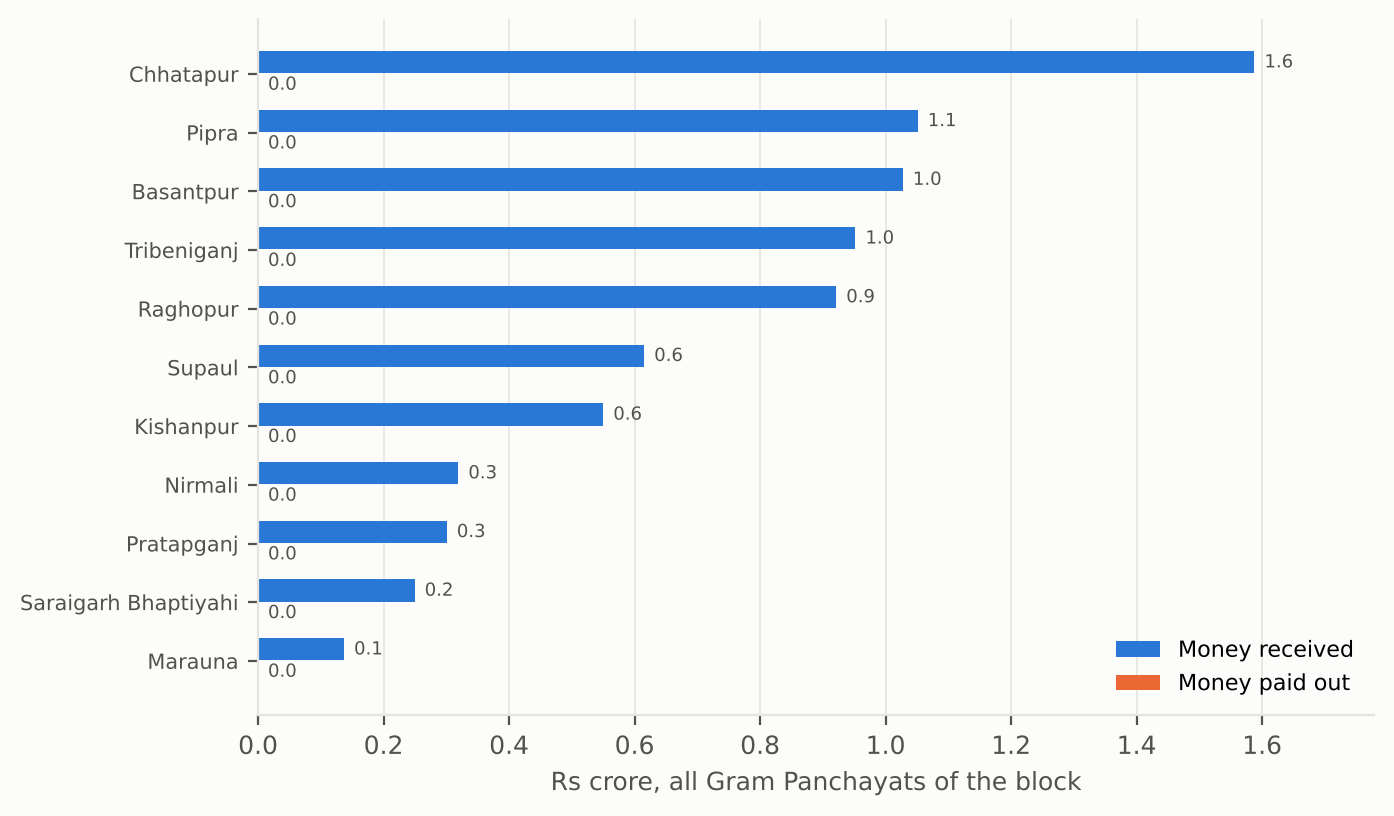 Chhatapur 1.6
0.0
Pipra 1.1
0.0
Basantpur 1.0
0.0
Tribeniganj 1.0
0.0
Raghopur 0.9
0.0
Supaul 0.6
0.0
Kishanpur 0.6
0.0
Nirmali 0.3
0.0
Pratapganj 0.3
0.0
Saraigarh Bhaptiyahi 0.2
0.0
Marauna 0.1
0.0
Money received
Money paid out
0.0 0.2 0.4 0.6 0.8 1.0 1.2 1.4 1.6
Rs crore, all Gram Panchayats of the block